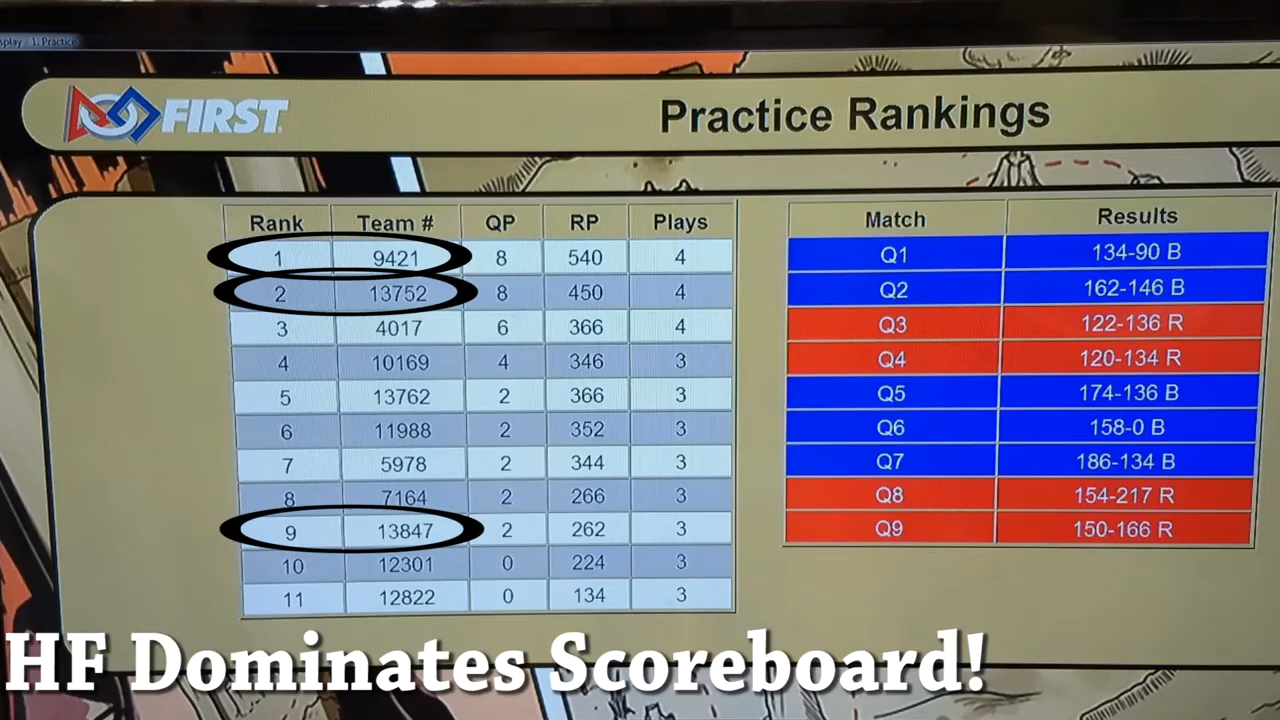 splay - 1. Practice
FIRST
Practice Rankings
Rank Team # QP RP Plays
1 9421 8 540 4
2 13752 8 450 4
3 4017 6 366 4
4 10169 4 346 3
5 13762 2 366 3
6 11988 2 352 3
7 5978 2 344 3
8 7164 2 266 3
9 13847 2 262 3
10 12301 0 224 3
11 12822 0 134 3
Match Results
Q1 134-90 B
Q2 162-146 B
Q3 122-136 R
Q4 120-134 R
Q5 174-136 B
Q6 158-0 B
Q7 186-134 B
Q8 154-217 R
Q9 150-166 R
HF Dominates Scoreboard!